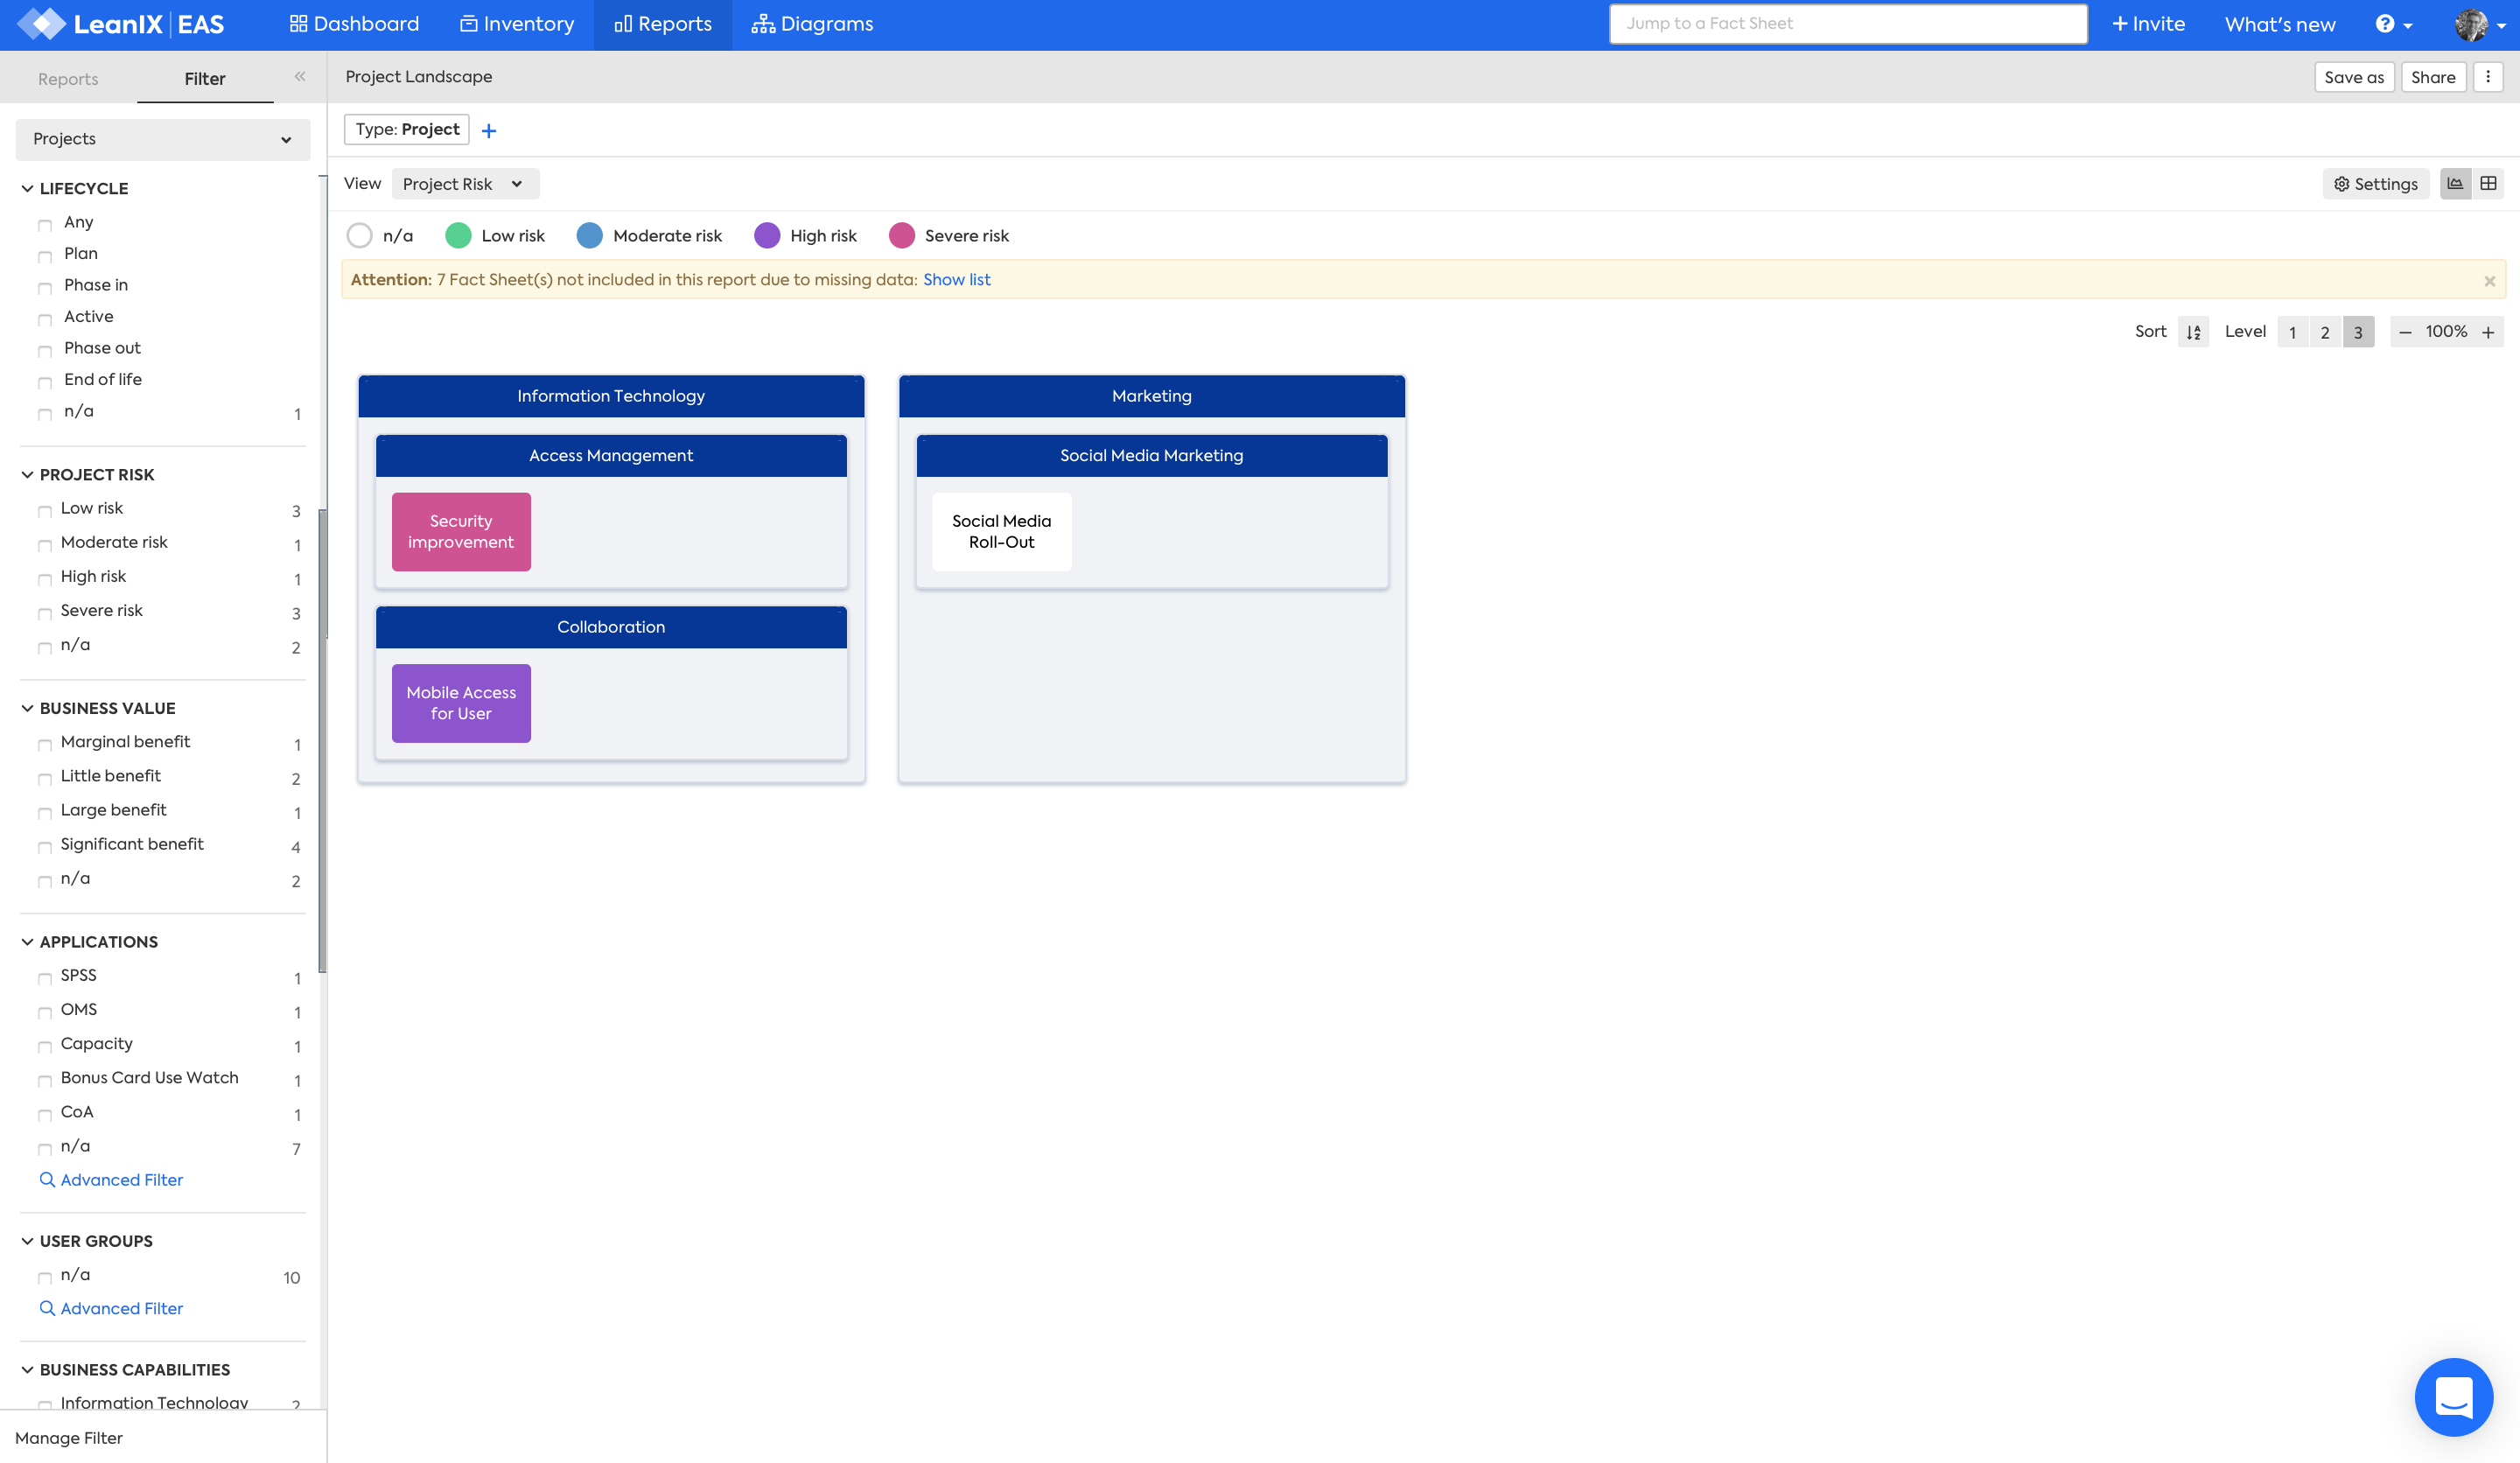 LeanIX | EAS
Dashboard
Inventory
Reports
Diagrams
Jump to a Fact Sheet
+ Invite
What's new
?
Reports
Filter
«
Project Landscape
Save as
Share
Projects
Type: Project
+
View
Project Risk
Settings
n/a
Low risk
Moderate risk
High risk
Severe risk
Attention: 7 Fact Sheet(s) not included in this report due to missing data: Show list
×
Sort
Level
1
2
3
– 100% +
LIFECYCLE
Any
Plan
Phase in
Active
Phase out
End of life
n/a 1
PROJECT RISK
Low risk 3
Moderate risk 1
High risk 1
Severe risk 3
n/a 2
BUSINESS VALUE
Marginal benefit 1
Little benefit 2
Large benefit 1
Significant benefit 4
n/a 2
APPLICATIONS
SPSS 1
OMS 1
Capacity 1
Bonus Card Use Watch 1
CoA 1
n/a 7
Advanced Filter
USER GROUPS
n/a 10
Advanced Filter
BUSINESS CAPABILITIES
Information Technology 2
Manage Filter
Information Technology
Access Management
Security
improvement
Collaboration
Mobile Access
for User
Marketing
Social Media Marketing
Social Media
Roll-Out